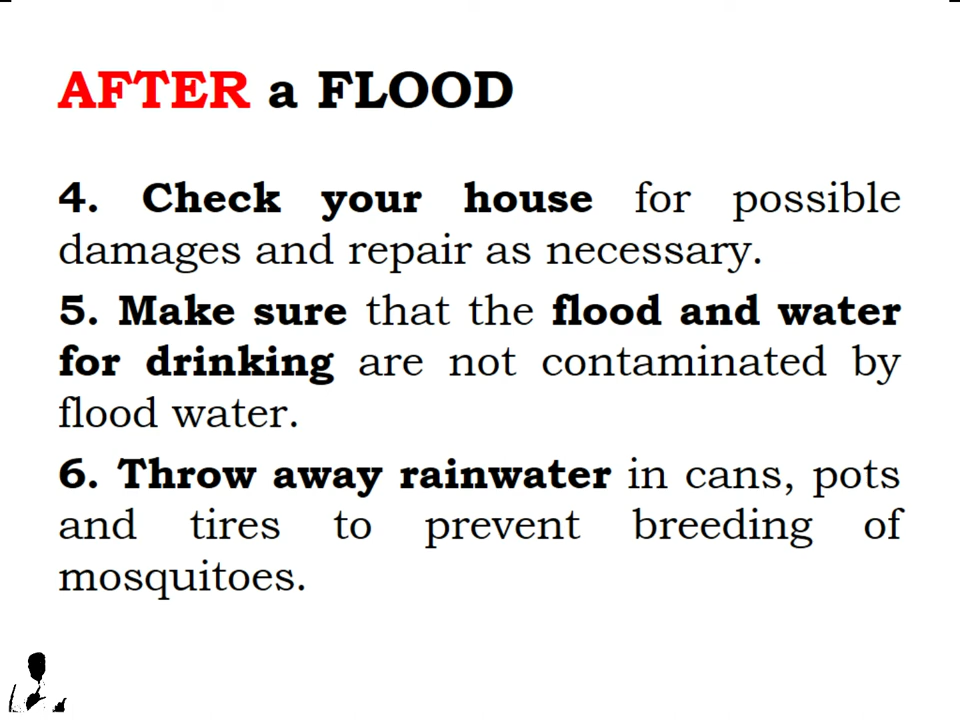 AFTER a FLOOD
4. Check your house for possible
damages and repair as necessary.
5. Make sure that the flood and water
for drinking are not contaminated by
flood water.
6. Throw away rainwater in cans, pots
and tires to prevent breeding of
mosquitoes.